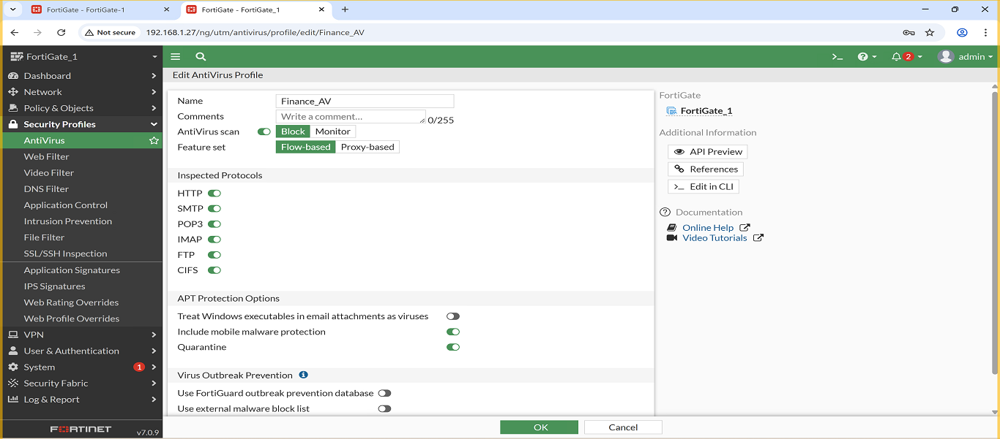 FortiGate - FortiGate-1
FortiGate - FortiGate_1
Not secure
192.168.1.27/ng/utm/antivirus/profile/edit/Finance_AV
FortiGate_1
>_
2
admin
Dashboard
Network
Policy & Objects
Security Profiles
AntiVirus
Web Filter
Video Filter
DNS Filter
Application Control
Intrusion Prevention
File Filter
SSL/SSH Inspection
Application Signatures
IPS Signatures
Web Rating Overrides
Web Profile Overrides
VPN
User & Authentication
System 1
Security Fabric
Log & Report
FORTINET
v7.0.9
Edit AntiVirus Profile
Name Finance_AV
Comments Write a comment... 0/255
AntiVirus scan Block Monitor
Feature set Flow-based Proxy-based
Inspected Protocols
HTTP
SMTP
POP3
IMAP
FTP
CIFS
APT Protection Options
Treat Windows executables in email attachments as viruses
Include mobile malware protection
Quarantine
Virus Outbreak Prevention
Use FortiGuard outbreak prevention database
Use external malware block list
OK Cancel
FortiGate
FortiGate_1
Additional Information
API Preview
References
>_ Edit in CLI
Documentation
Online Help
Video Tutorials